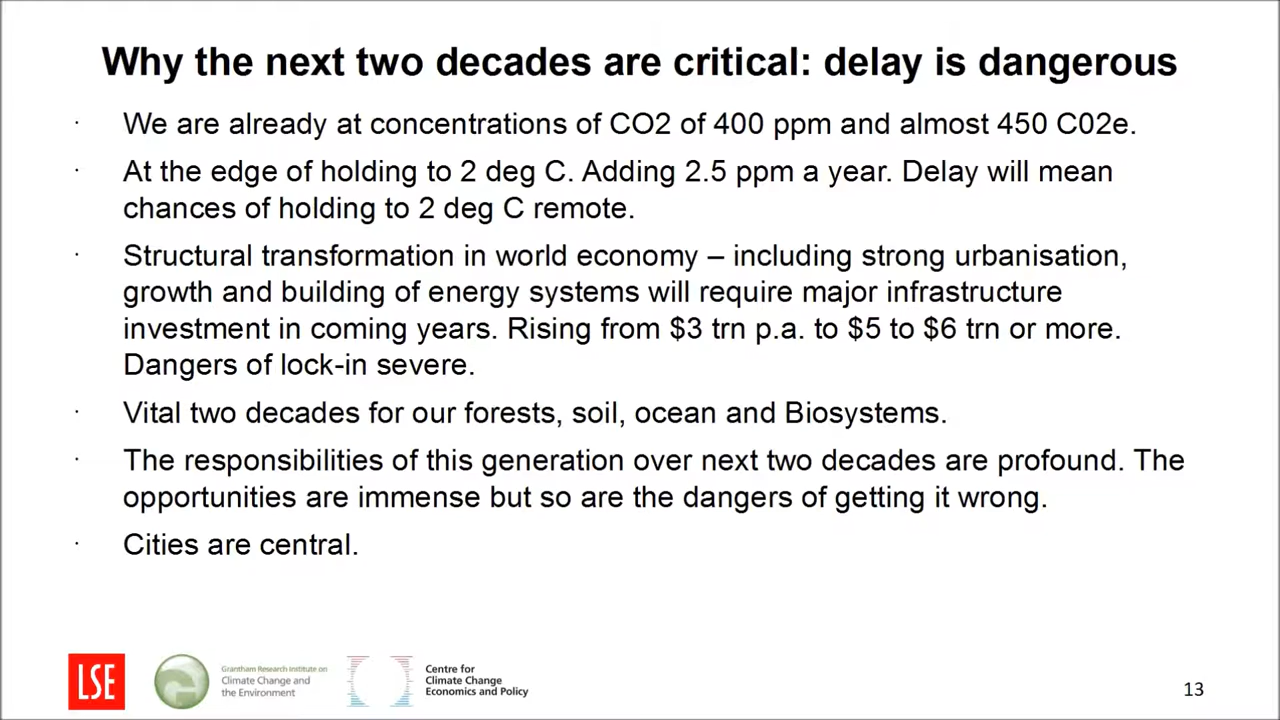 Why the next two decades are critical: delay is dangerous
· We are already at concentrations of CO2 of 400 ppm and almost 450 C02e.
· At the edge of holding to 2 deg C. Adding 2.5 ppm a year. Delay will mean
chances of holding to 2 deg C remote.
· Structural transformation in world economy – including strong urbanisation,
growth and building of energy systems will require major infrastructure
investment in coming years. Rising from $3 trn p.a. to $5 to $6 trn or more.
Dangers of lock-in severe.
· Vital two decades for our forests, soil, ocean and Biosystems.
· The responsibilities of this generation over next two decades are profound. The
opportunities are immense but so are the dangers of getting it wrong.
· Cities are central.
LSE
Grantham Research Institute on
Climate Change and
the Environment
Centre for
Climate Change
Economics and Policy
13